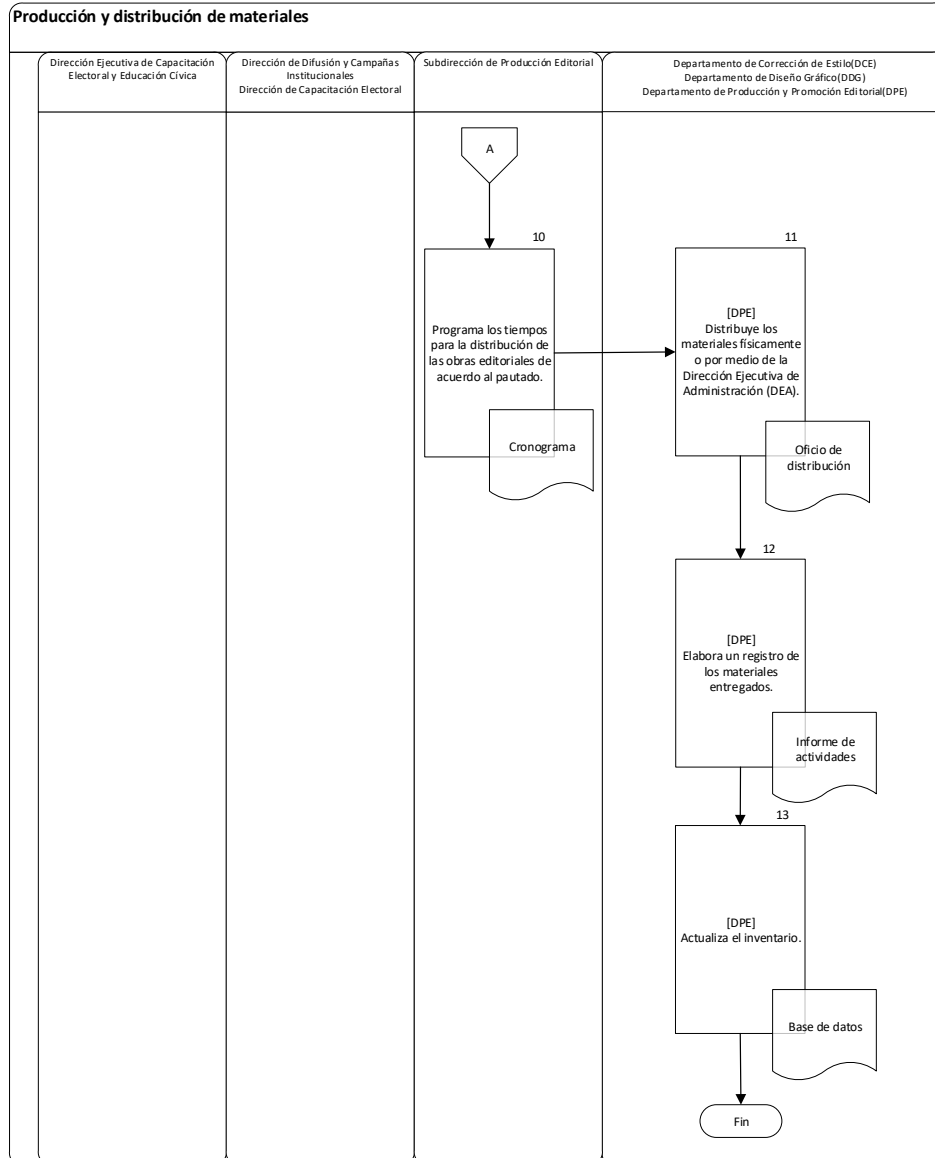 Producción y distribución de materiales
Dirección Ejecutiva de Capacitación
Electoral y Educación Cívica
Dirección de Difusión y Campañas
Institucionales
Dirección de Capacitación Electoral
Subdirección de Producción Editorial
Departamento de Corrección de Estilo(DCE)
Departamento de Diseño Gráfico(DDG)
Departamento de Producción y Promoción Editorial(DPE)
A
10
Programa los tiempos
para la distribución de
las obras editoriales de
acuerdo al pautado.
Cronograma
11
[DPE]
Distribuye los
materiales físicamente
o por medio de la
Dirección Ejecutiva de
Administración (DEA).
Oficio de
distribución
12
[DPE]
Elabora un registro de
los materiales
entregados.
Informe de
actividades
13
[DPE]
Actualiza el inventario.
Base de datos
Fin